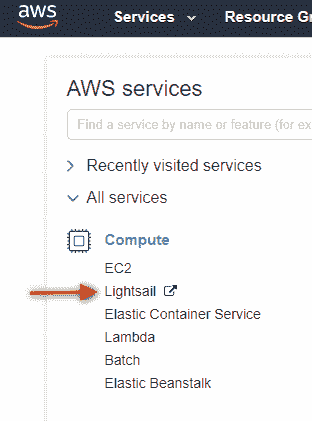 aws
Services Resource Gr
AWS services
Find a service by name or feature (for ex
Recently visited services
All services
Compute
EC2
Lightsail
Elastic Container Service
Lambda
Batch
Elastic Beanstalk